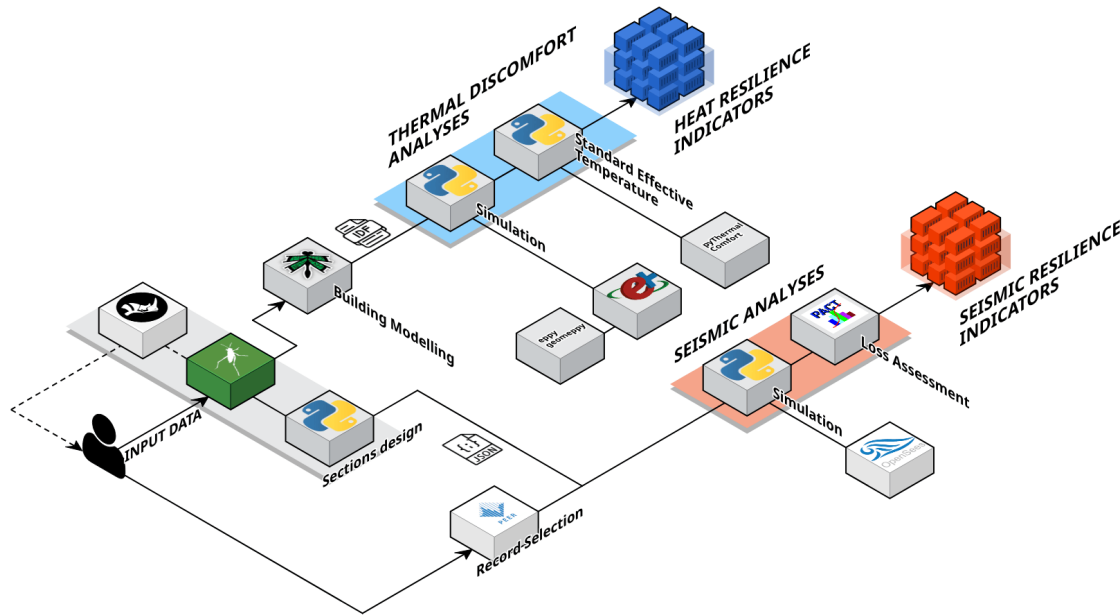 THERMAL DISCOMFORT
ANALYSES
HEAT RESILIENCE
INDICATORS
Standard Effective
Temperature
Simulation
pyThermal
Comfort
IDF
Building Modelling
e+
eppy
geomeppy
SEISMIC ANALYSES
SEISMIC RESILIENCE
INDICATORS
PACT
Loss Assessment
Simulation
OpenSees
INPUT DATA
Sections design
{;}
JSON
PEER
Record Selection